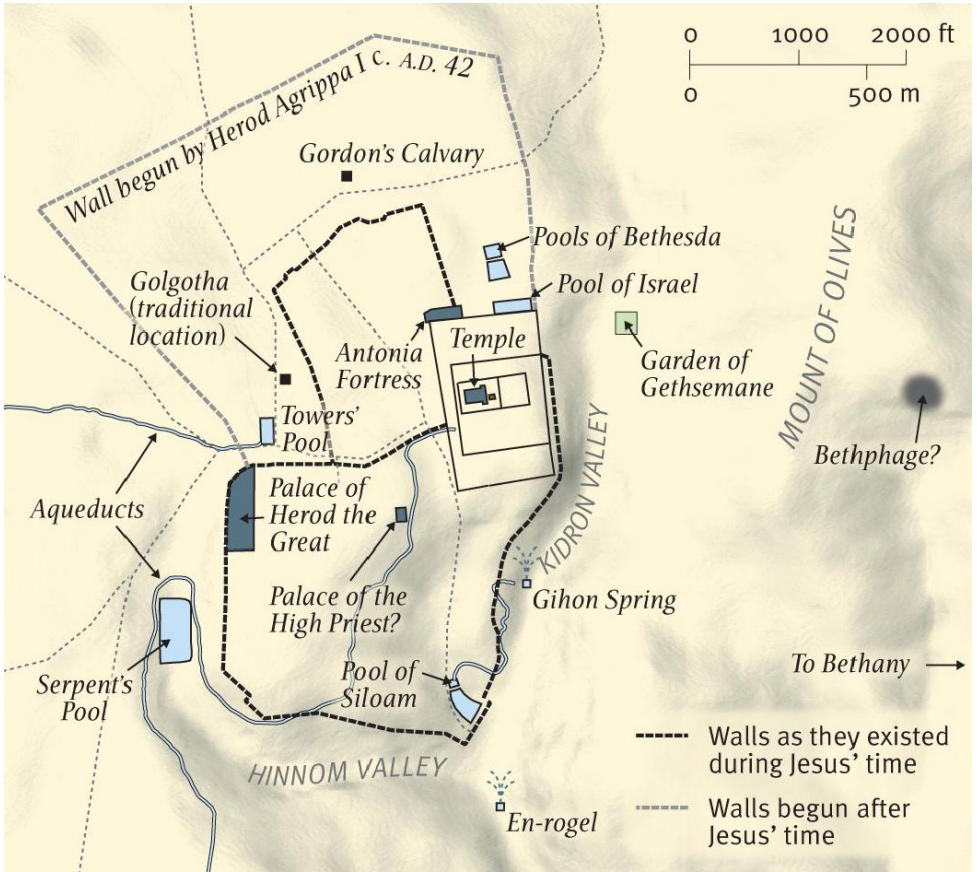 0 1000 2000 ft
0 500 m
Wall begun by Herod Agrippa I c. A.D. 42
Gordon's Calvary
Pools of Bethesda
Pool of Israel
Golgotha
(traditional
location)
Antonia
Fortress
Temple
Garden of
Gethsemane
MOUNT OF OLIVES
Bethphage?
Towers'
Pool
Aqueducts
Palace of
Herod the
Great
KIDRON VALLEY
Palace of the
High Priest?
Gihon Spring
Serpent's
Pool
Pool of
Siloam
To Bethany
HINNOM VALLEY
En-rogel
Walls as they existed
during Jesus' time
Walls begun after
Jesus' time